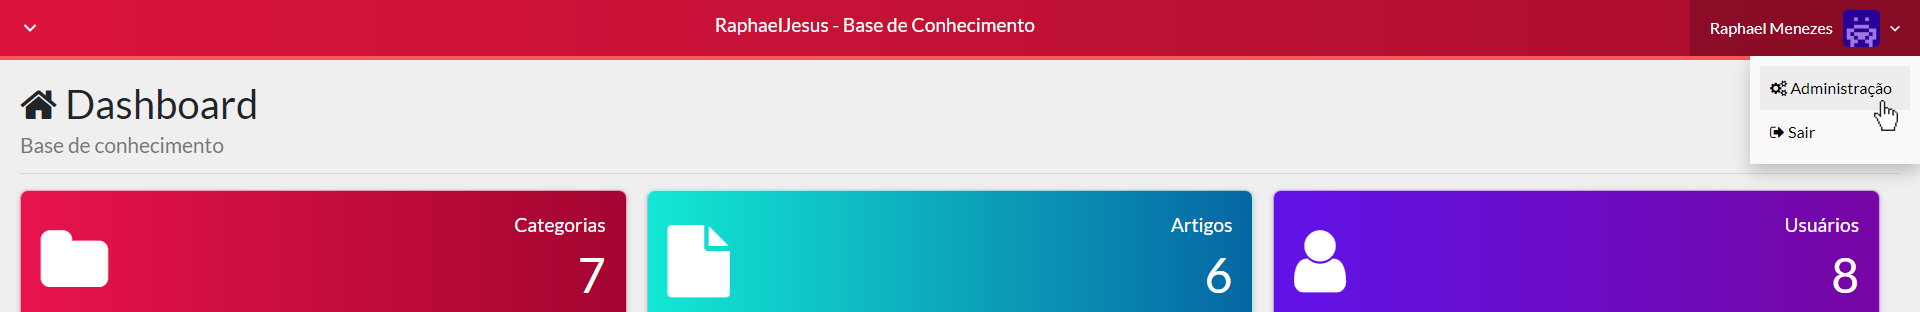 RaphaelJesus - Base de Conhecimento
Raphael Menezes
Administração
Sair
Dashboard
Base de conhecimento
Categorias
7
Artigos
6
Usuários
8